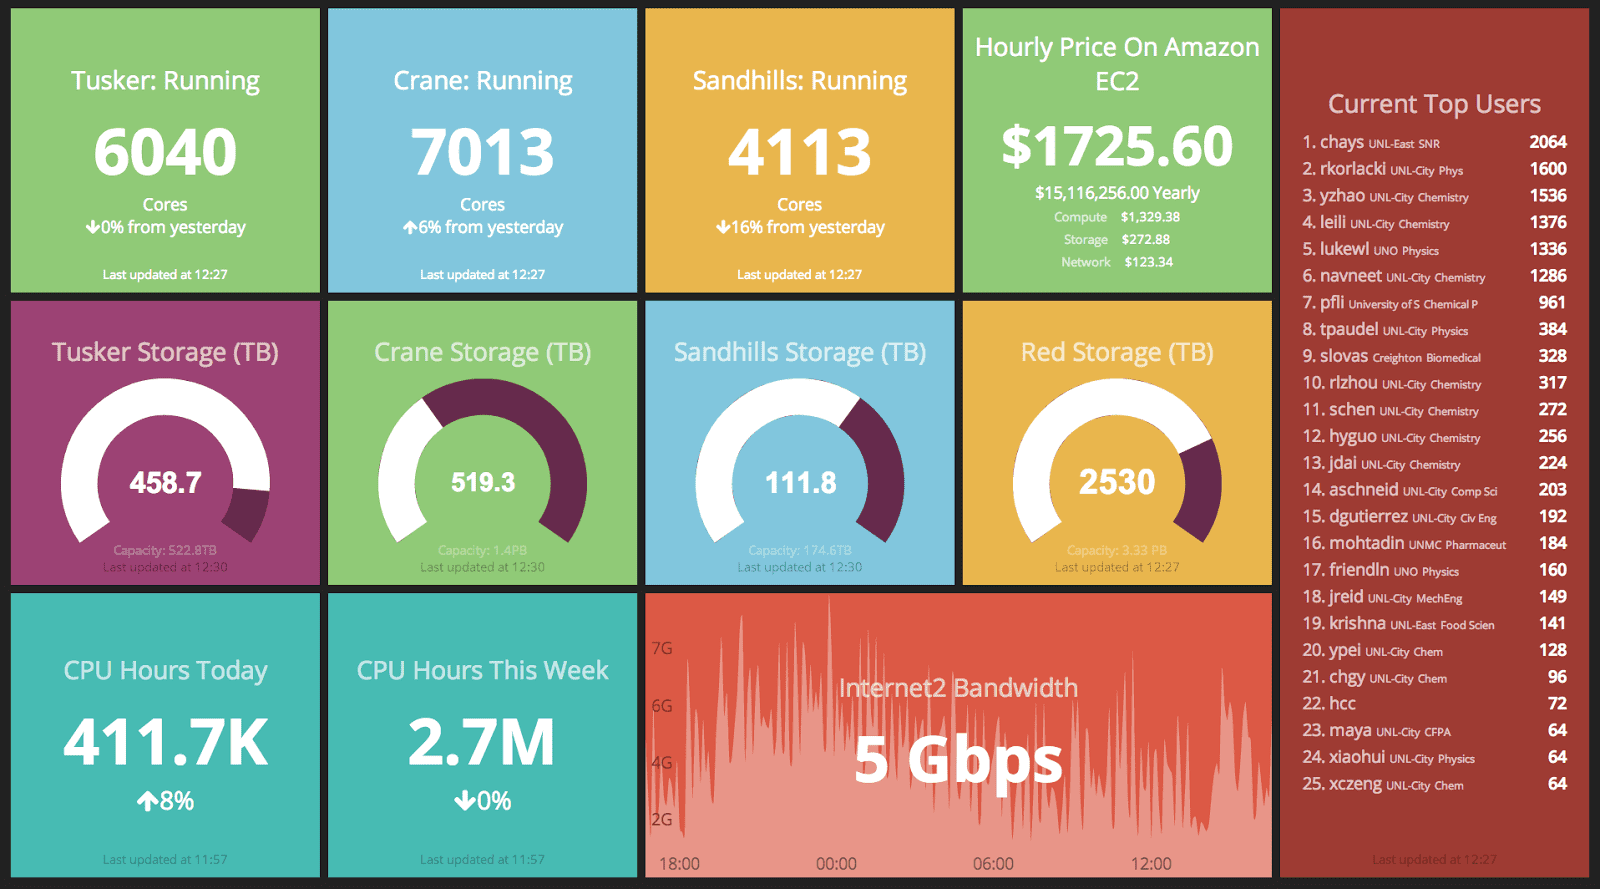 Tusker: Running
6040
Cores
↓0% from yesterday
Last updated at 12:27
Crane: Running
7013
Cores
↑6% from yesterday
Last updated at 12:27
Sandhills: Running
4113
Cores
↓16% from yesterday
Last updated at 12:27
Hourly Price On Amazon
EC2
$1725.60
$15,116,256.00 Yearly
Compute $1,329.38
Storage $272.88
Network $123.34
Tusker Storage (TB)
458.7
Capacity: 522.8TB
Last updated at 12:30
Crane Storage (TB)
519.3
Capacity: 1.4PB
Last updated at 12:30
Sandhills Storage (TB)
111.8
Capacity: 174.6TB
Last updated at 12:30
Red Storage (TB)
2530
Capacity: 3.33 PB
Last updated at 12:27
CPU Hours Today
411.7K
↑8%
Last updated at 11:57
CPU Hours This Week
2.7M
↓0%
Last updated at 11:57
Internet2 Bandwidth
5 Gbps
7G
6G
4G
2G
18:00 00:00 06:00 12:00
Current Top Users
1. chays UNL-East SNR 2064
2. rkorlacki UNL-City Phys 1600
3. yzhao UNL-City Chemistry 1536
4. leili UNL-City Chemistry 1376
5. lukewl UNO Physics 1336
6. navneet UNL-City Chemistry 1286
7. pfli University of S Chemical P 961
8. tpaudel UNL-City Physics 384
9. slovas Creighton Biomedical 328
10. rlzhou UNL-City Chemistry 317
11. schen UNL-City Chemistry 272
12. hyguo UNL-City Chemistry 256
13. jdai UNL-City Chemistry 224
14. aschneid UNL-City Comp Sci 203
15. dgutierrez UNL-City Civ Eng 192
16. mohtadin UNMC Pharmaceut 184
17. friendln UNO Physics 160
18. jreid UNL-City MechEng 149
19. krishna UNL-East Food Scien 141
20. ypei UNL-City Chem 128
21. chgy UNL-City Chem 96
22. hcc 72
23. maya UNL-City CFPA 64
24. xiaohui UNL-City Physics 64
25. xczeng UNL-City Chem 64
Last updated at 12:27